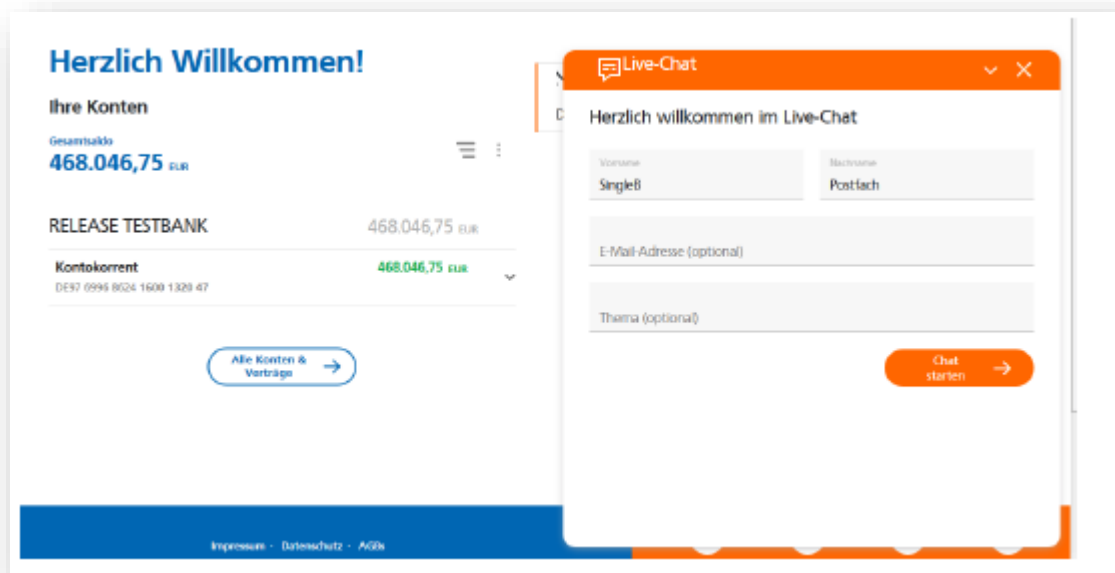 Herzlich Willkommen!
Ihre Konten
Gesamtsaldo
468.046,75 EUR
RELEASE TESTBANK 468.046,75 EUR
Kontokorrent 468.046,75 EUR
DE97 0996 8624 1600 1320 47
Alle Konten &
Verträge
Impressum · Datenschutz · AGBs
Live-Chat
Herzlich willkommen im Live-Chat
Vorname Nachname
SingleB Postfach
E-Mail-Adresse (optional)
Thema (optional)
Chat
starten